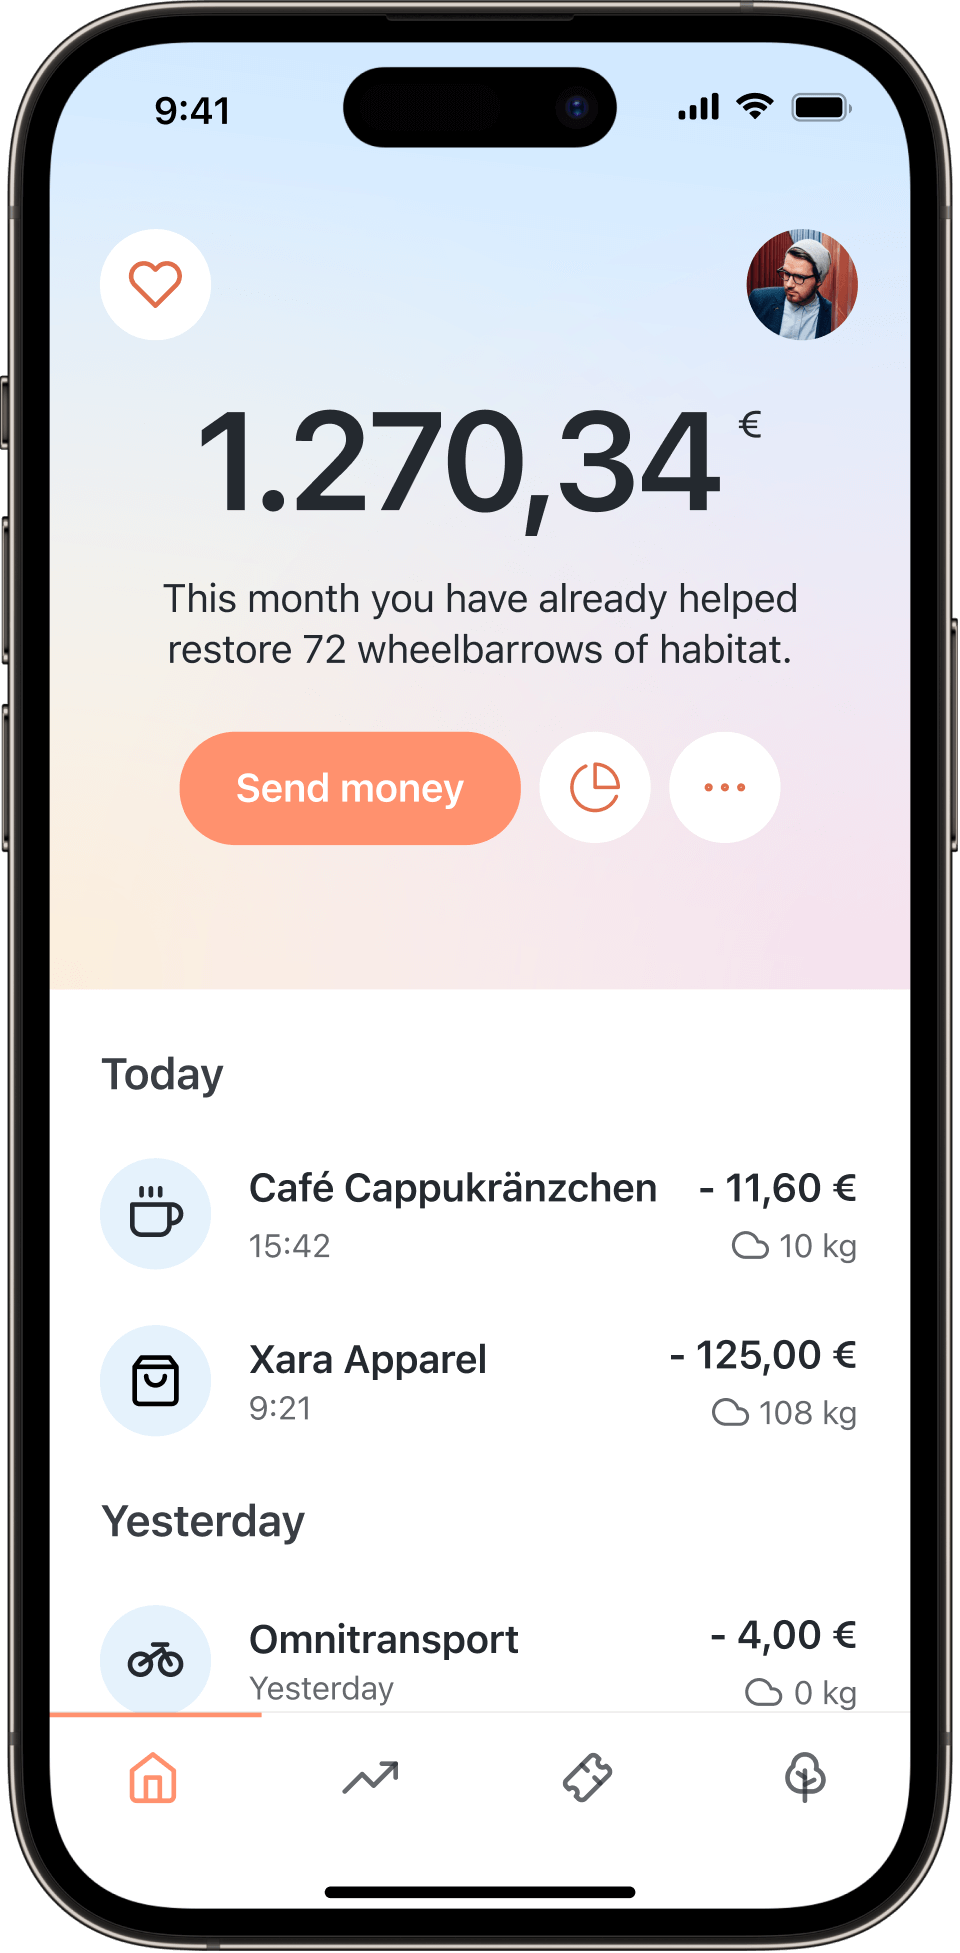 9:41
1.270,34 €
This month you have already helped
restore 72 wheelbarrows of habitat.
Send money
Today
Café Cappukränzchen - 11,60 €
15:42 10 kg
Xara Apparel - 125,00 €
9:21 108 kg
Yesterday
Omnitransport - 4,00 €
Yesterday 0 kg